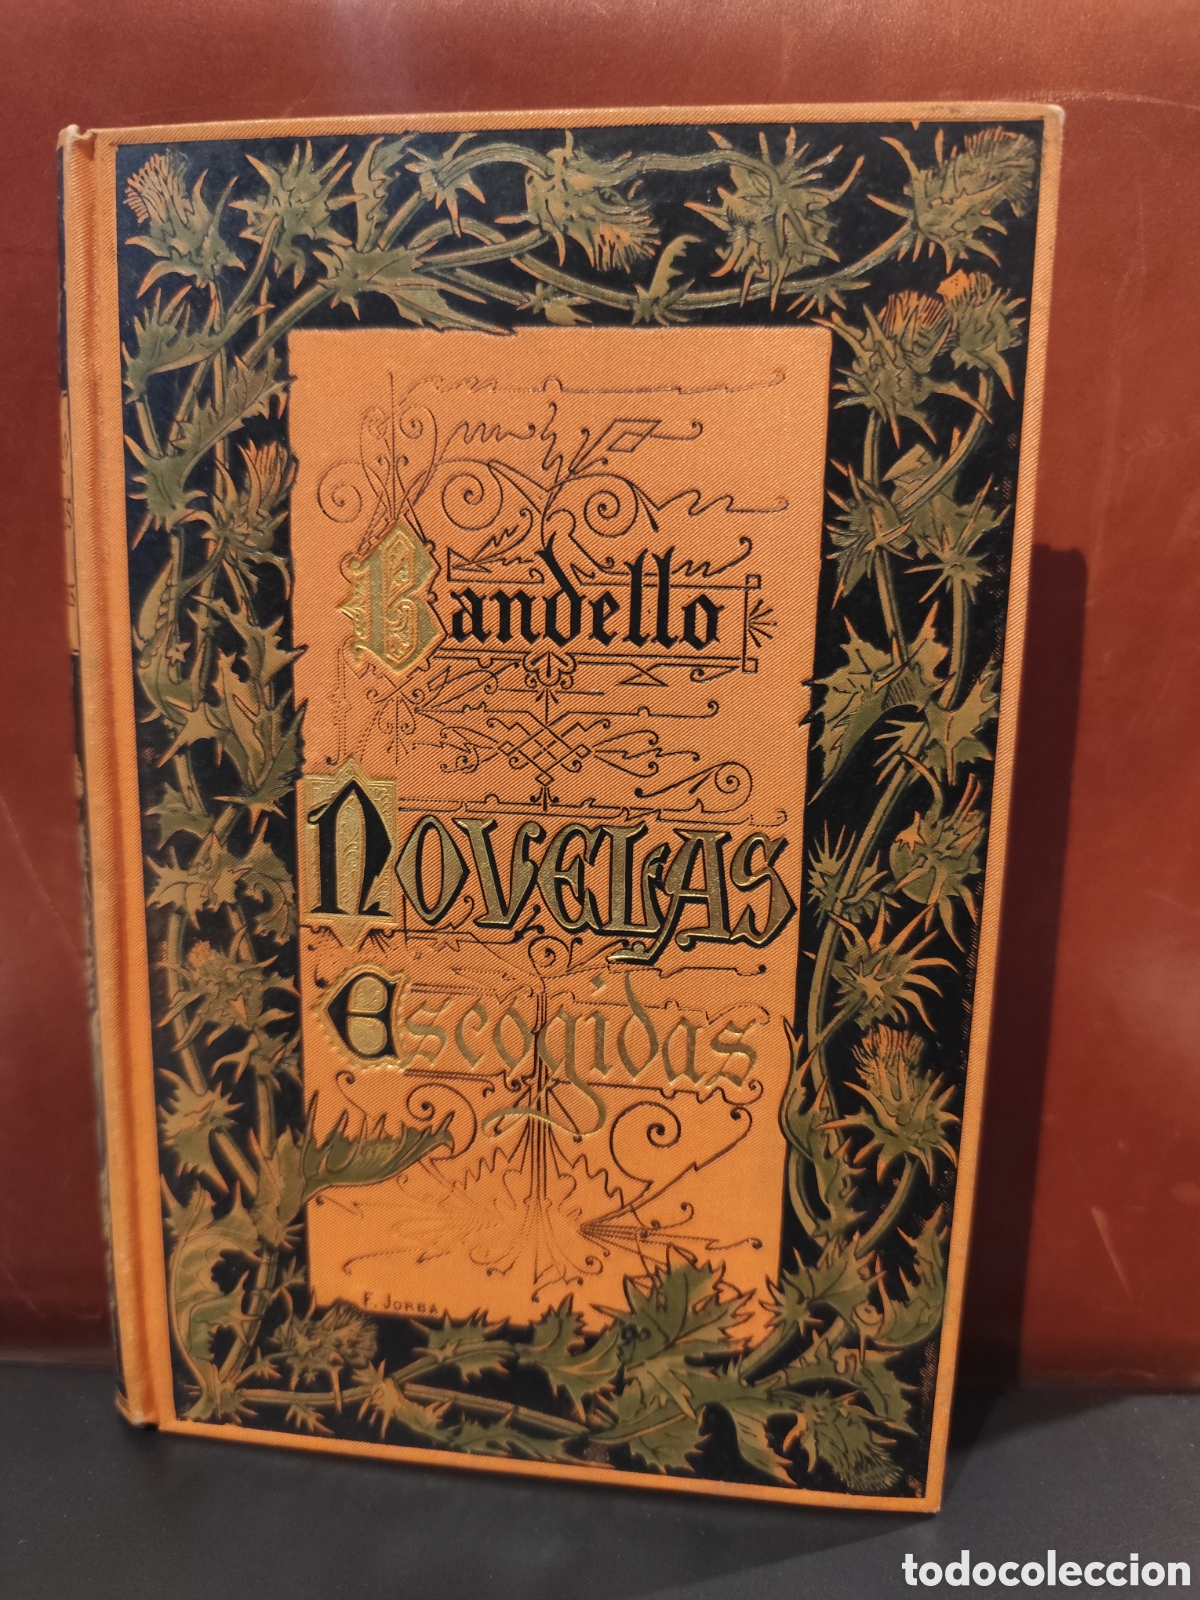 Bandello
NOVELAS
Escogidas
F. JORBA
todocoleccion